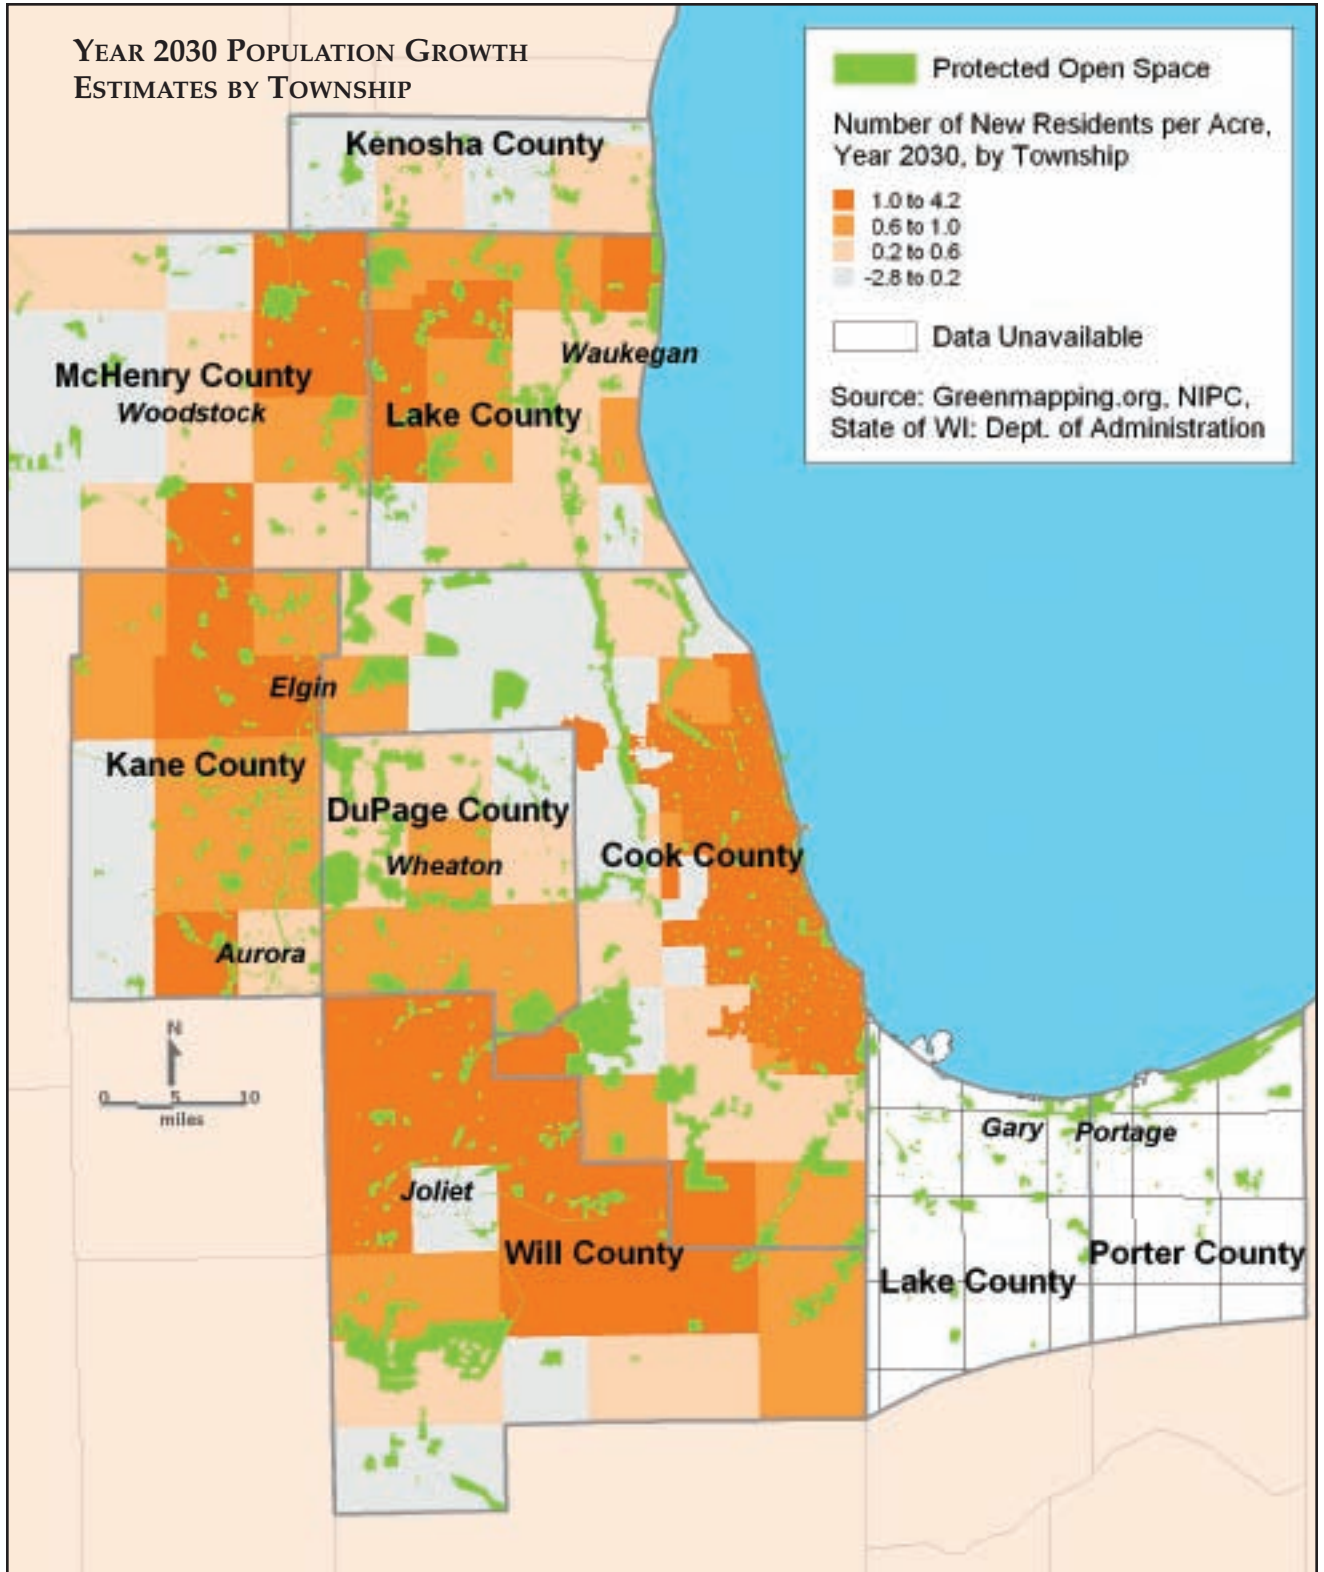 YEAR 2030 POPULATION GROWTH
ESTIMATES BY TOWNSHIP
Protected Open Space
Number of New Residents per Acre,
Year 2030, by Township
1.0 to 4.2
0.6 to 1.0
0.2 to 0.6
-2.8 to 0.2
Data Unavailable
Source: Greenmapping.org, NIPC,
State of WI: Dept. of Administration
Kenosha County
Waukegan
McHenry County
Woodstock
Lake County
Elgin
Kane County
DuPage County
Wheaton
Cook County
Aurora
N
0 5 10
miles
Gary
Portage
Joliet
Will County
Lake County
Porter County